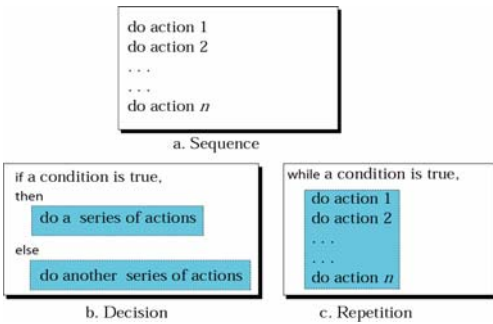 do action 1
do action 2
. . .
. . .
do action n
a. Sequence
if a condition is true,
then
do a series of actions
else
do another series of actions
b. Decision
while a condition is true,
do action 1
do action 2
. . .
. . .
do action n
c. Repetition